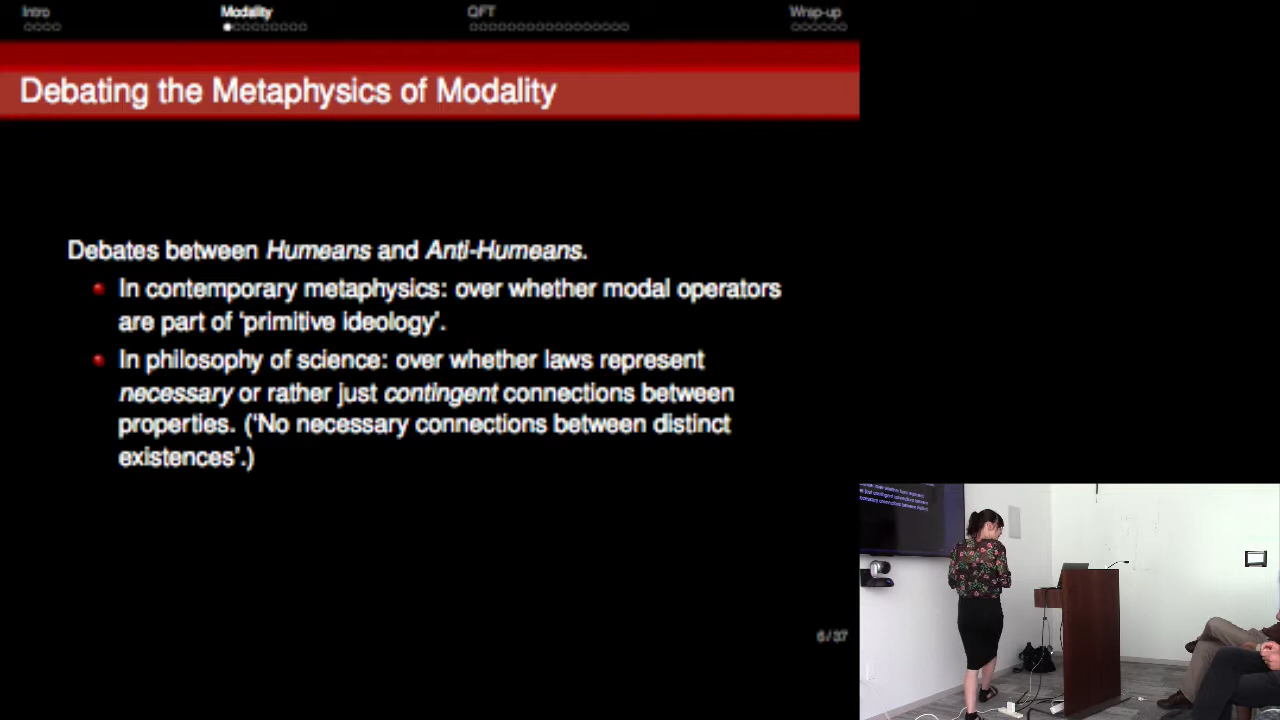 Intro Modality QFT Wrap-up
Debating the Metaphysics of Modality
Debates between Humeans and Anti-Humeans.
In contemporary metaphysics: over whether modal operators
are part of ‘primitive ideology’.
In philosophy of science: over whether laws represent
necessary or rather just contingent connections between
properties. (‘No necessary connections between distinct
existences’.)
6 / 37